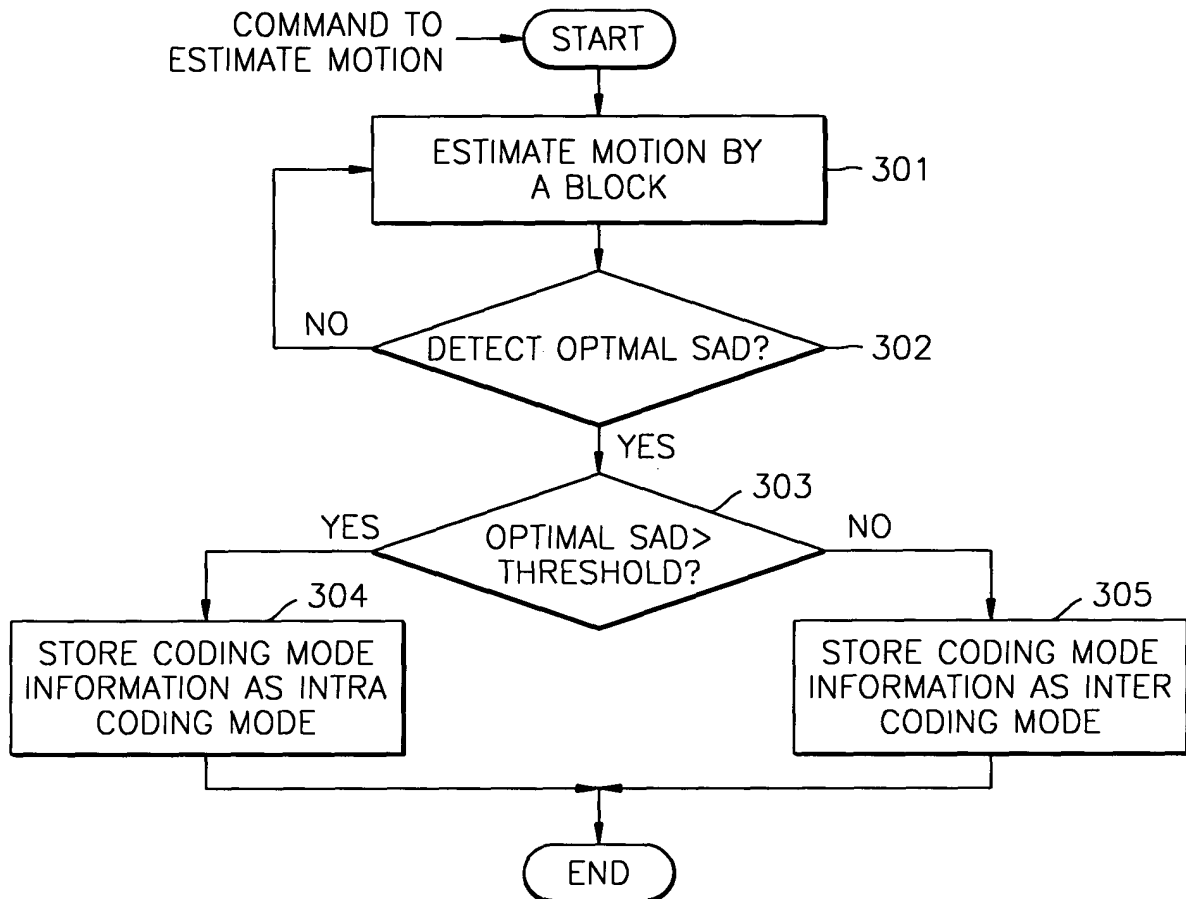 COMMAND TO
ESTIMATE MOTION
START
ESTIMATE MOTION BY
A BLOCK
301
NO
DETECT OPTMAL SAD?
302
YES
303
YES
OPTIMAL SAD>
THRESHOLD?
NO
304
305
STORE CODING MODE
INFORMATION AS INTRA
CODING MODE
STORE CODING MODE
INFORMATION AS INTER
CODING MODE
END